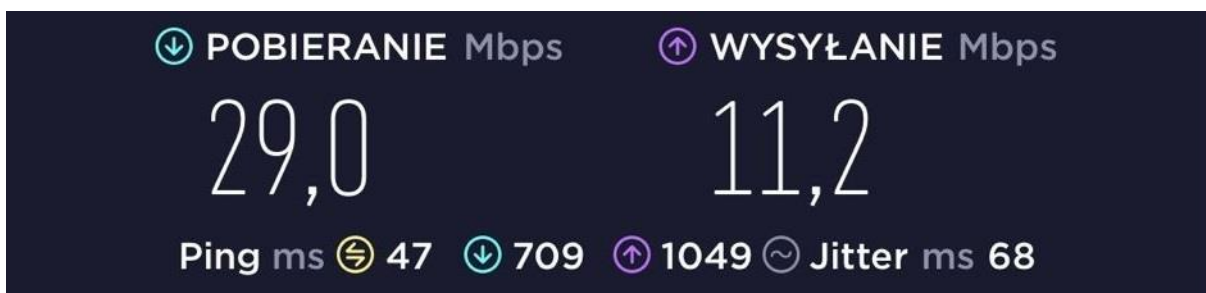 POBIERANIE Mbps WYSYŁANIE Mbps
29,0 11,2
Ping ms 47 709 1049 Jitter ms 68